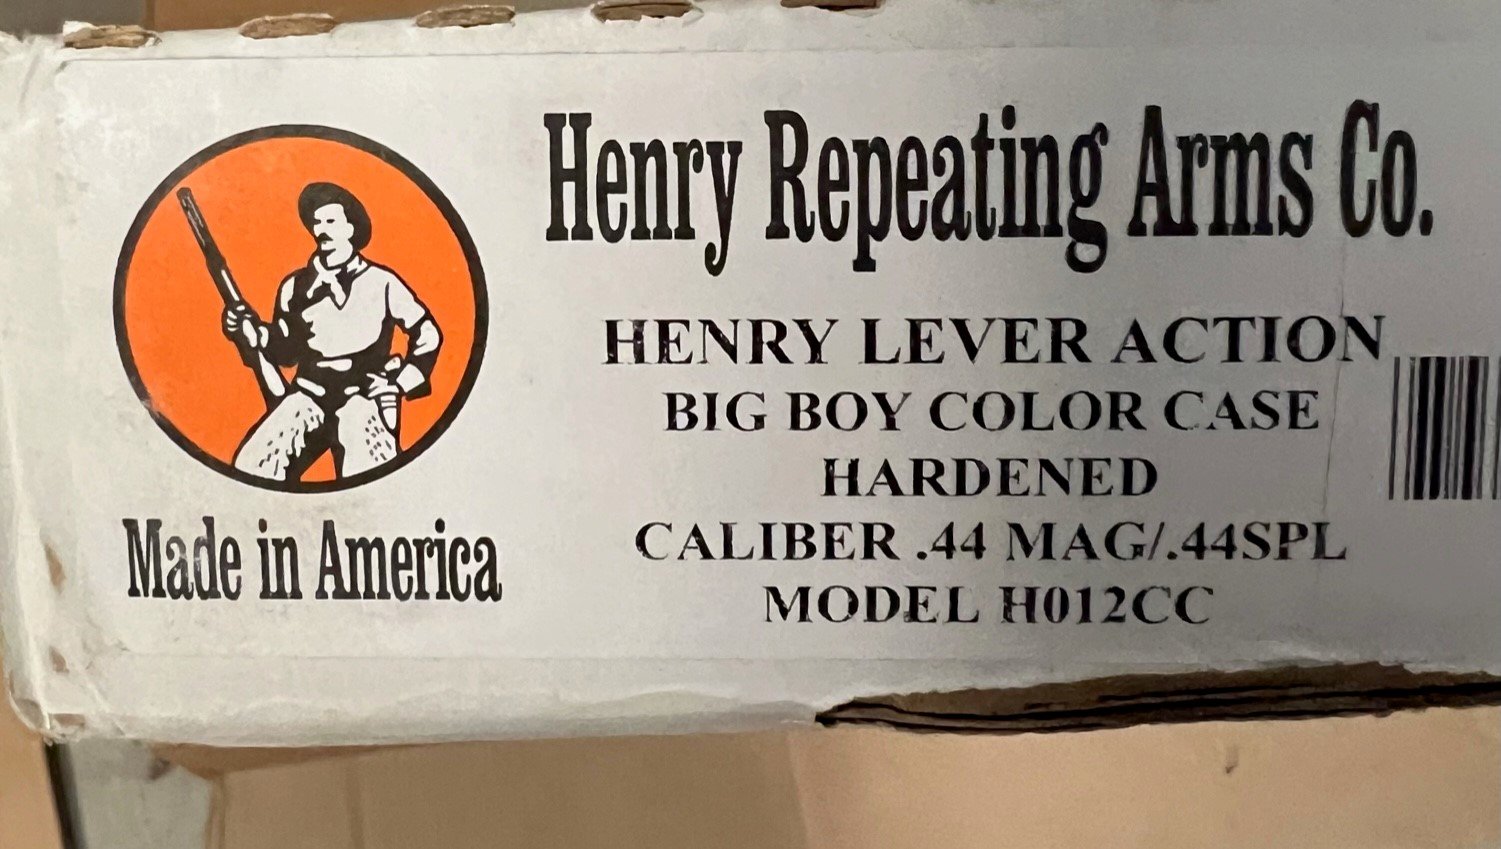 Henry Repeating Arms Co.
HENRY LEVER ACTION
BIG BOY COLOR CASE
HARDENED
CALIBER .44 MAG/.44SPL
MODEL H012CC
Made in America